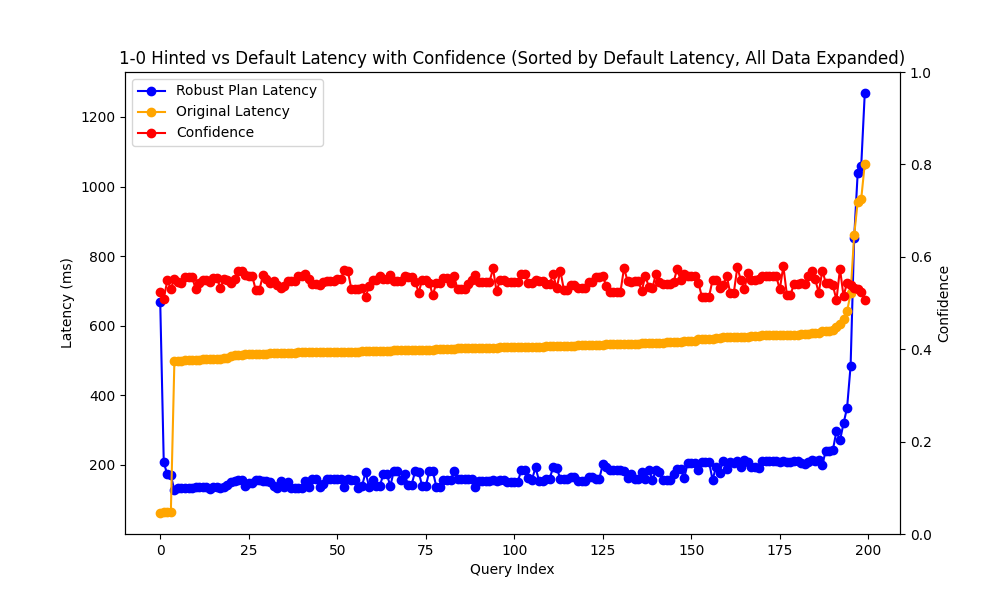 1-0 Hinted vs Default Latency with Confidence (Sorted by Default Latency, All Data Expanded)
Robust Plan Latency
Original Latency
Confidence
1200
1000
800
600
400
200
Latency (ms)
1.0
0.8
0.6
0.4
0.2
0.0
Confidence
0 25 50 75 100 125 150 175 200
Query Index